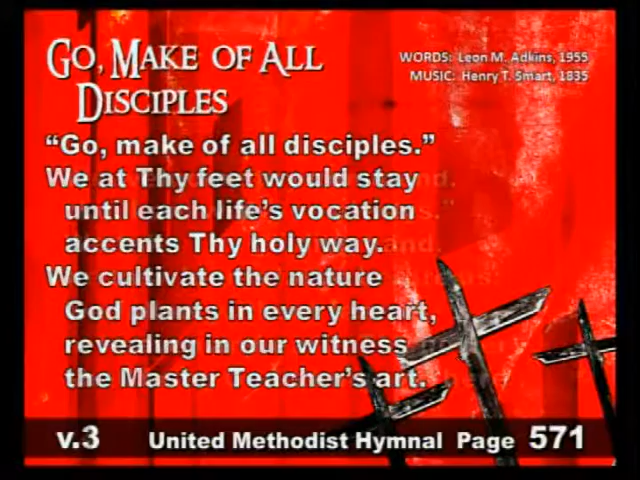 Go, Make of All
Disciples
WORDS: Leon M. Adkins, 1955
MUSIC: Henry T. Smart, 1835
“Go, make of all disciples.”
We at Thy feet would stay
until each life’s vocation
accents Thy holy way.
We cultivate the nature
God plants in every heart,
revealing in our witness
the Master Teacher’s art.
v.3 United Methodist Hymnal Page 571